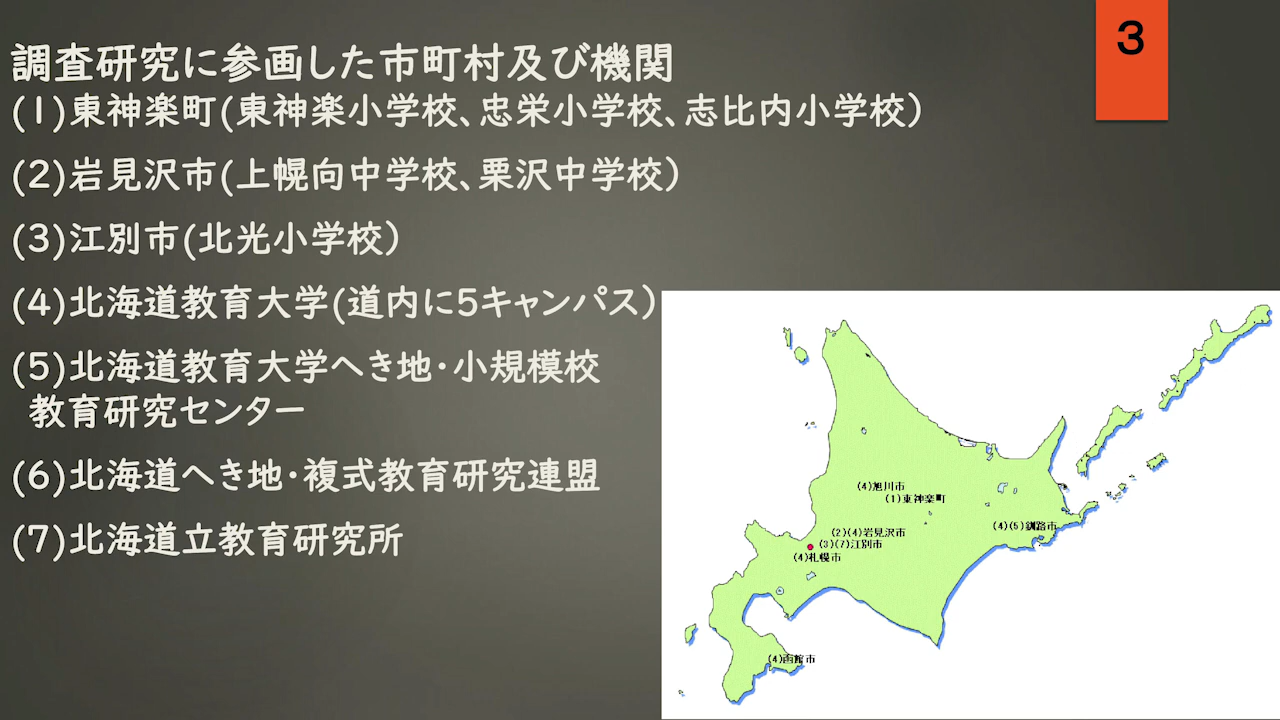 3
調査研究に参画した市町村及び機関
(1)東神楽町(東神楽小学校、忠栄小学校、志比内小学校)
(2)岩見沢市(上幌向中学校、栗沢中学校)
(3)江別市(北光小学校)
(4)北海道教育大学(道内に5キャンパス)
(5)北海道教育大学へき地・小規模校
教育研究センター
(6)北海道へき地・複式教育研究連盟
(7)北海道立教育研究所
(4)旭川市
(1)東神楽町
(4)(5)釧路市
(2)(4)岩見沢市
(3)(7)江別市
(4)札幌市
(4)函館市